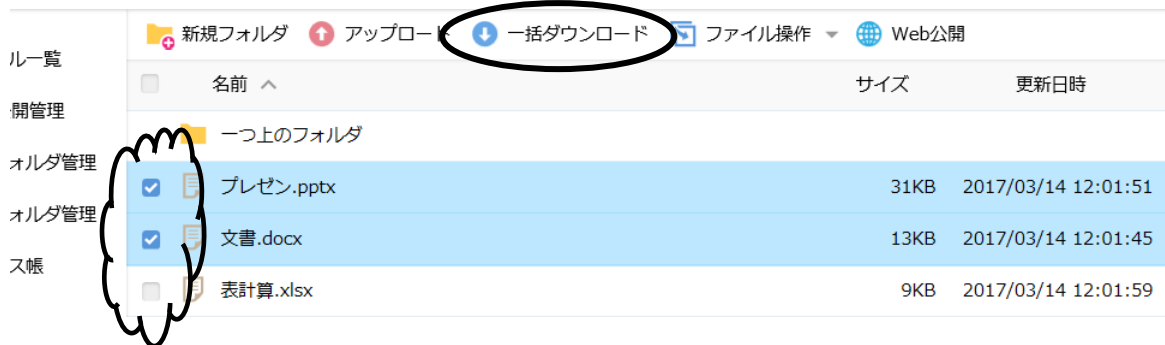 新規フォルダ アップロード 一括ダウンロード ファイル操作 Web公開
ル一覧
名前 サイズ 更新日時
開管理
一つ上のフォルダ
ォルダ管理
プレゼン.pptx 31KB 2017/03/14 12:01:51
ォルダ管理
文書.docx 13KB 2017/03/14 12:01:45
ス帳
表計算.xlsx 9KB 2017/03/14 12:01:59